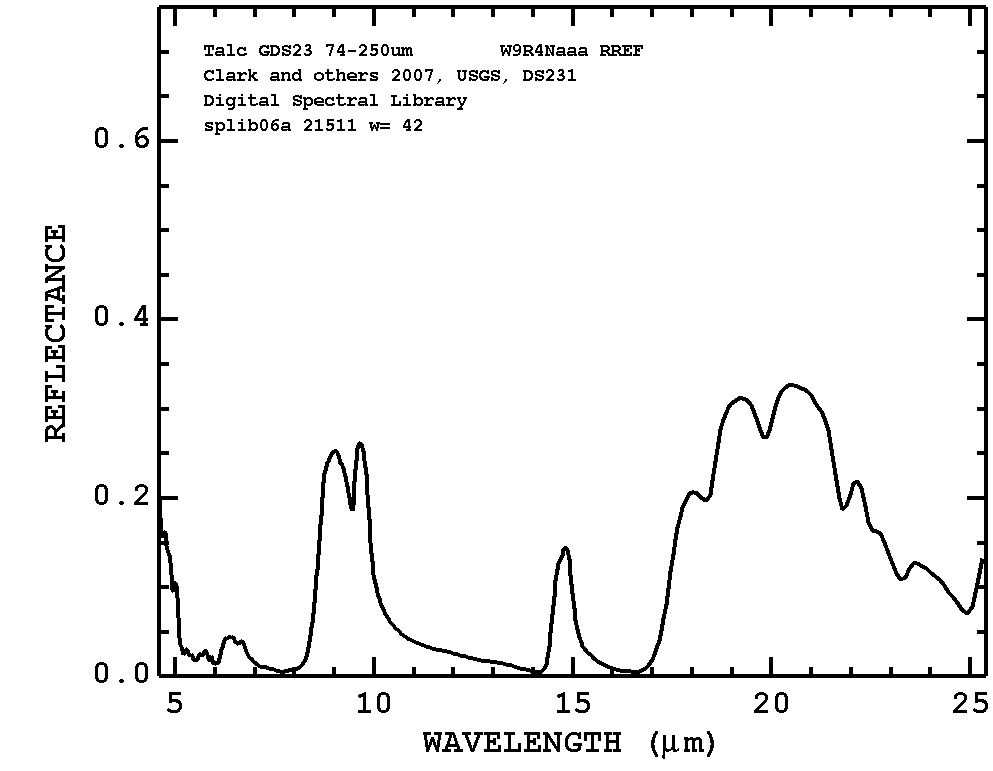 Talc GDS23 74-250um W9R4Naaa RREF
Clark and others 2007, USGS, DS231
Digital Spectral Library
splib06a 21511 w= 42
0.6
0.4
0.2
0.0
REFLECTANCE
5 10 15 20 25
WAVELENGTH (μm)